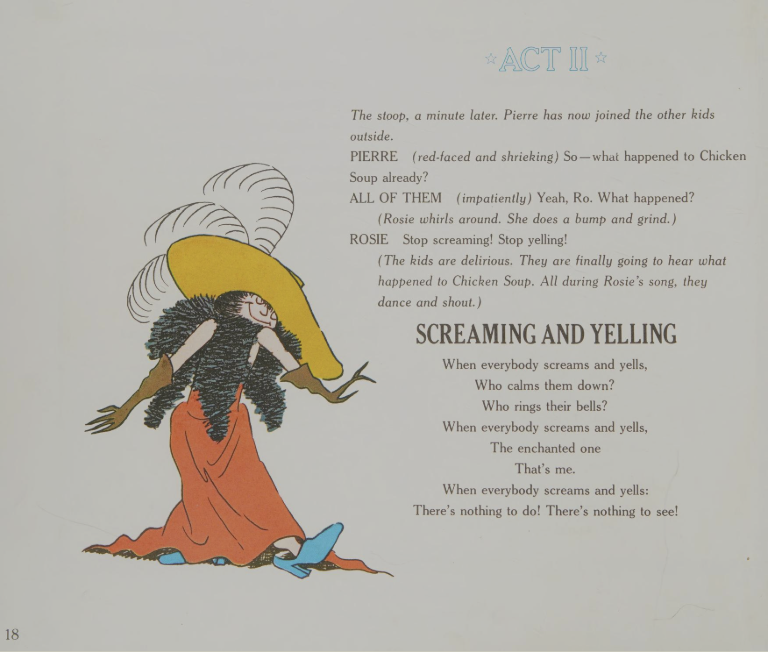 ACT II
The stoop, a minute later. Pierre has now joined the other kids
outside.
PIERRE (red-faced and shrieking) So—what happened to Chicken
Soup already?
ALL OF THEM (impatiently) Yeah, Ro. What happened?
(Rosie whirls around. She does a bump and grind.)
ROSIE Stop screaming! Stop yelling!
(The kids are delirious. They are finally going to hear what
happened to Chicken Soup. All during Rosie's song, they
dance and shout.)
SCREAMING AND YELLING
When everybody screams and yells,
Who calms them down?
Who rings their bells?
When everybody screams and yells,
The enchanted one
That's me.
When everybody screams and yells:
There's nothing to do! There's nothing to see!
18